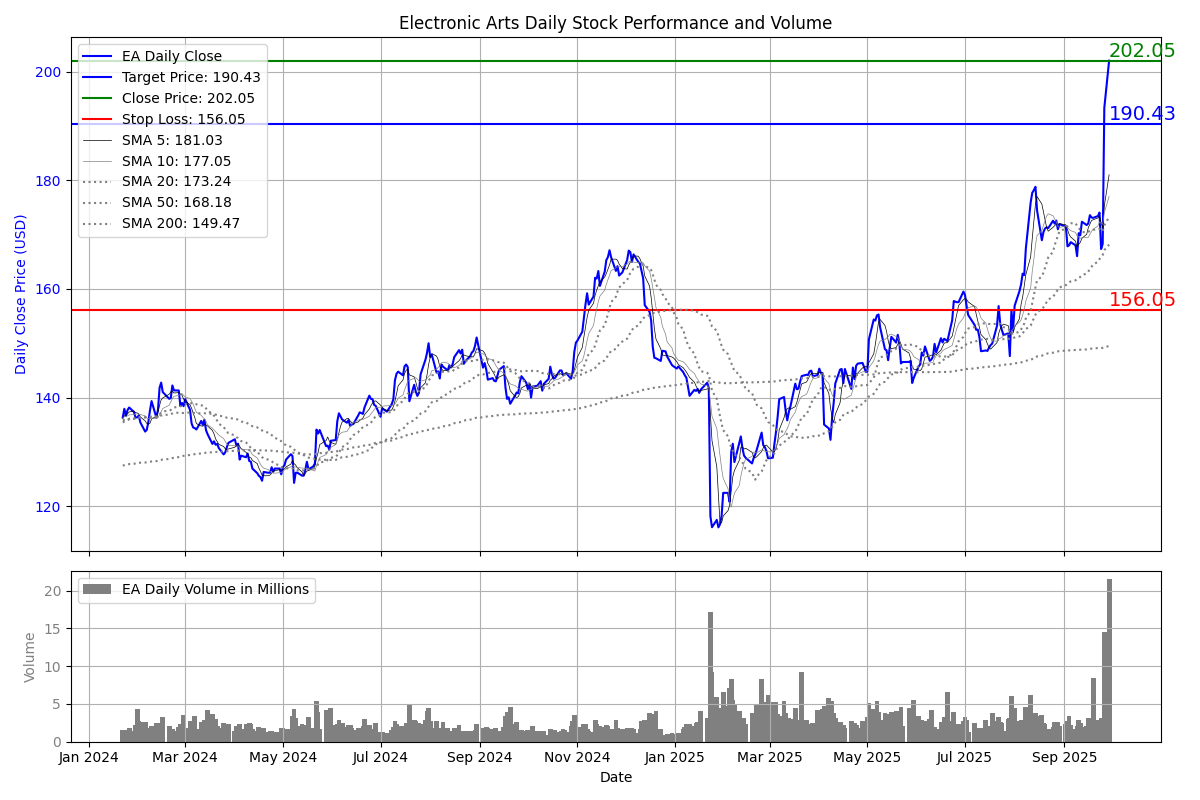 Electronic Arts Daily Stock Performance and Volume
202.05
EA Daily Close
Target Price: 190.43
Close Price: 202.05
Stop Loss: 156.05
SMA 5: 181.03
SMA 10: 177.05
SMA 20: 173.24
SMA 50: 168.18
SMA 200: 149.47
190.43
156.05
Daily Close Price (USD)
200
180
160
140
120
EA Daily Volume in Millions
Volume
20
15
10
5
0
Jan 2024 Mar 2024 May 2024 Jul 2024 Sep 2024 Nov 2024 Jan 2025 Mar 2025 May 2025 Jul 2025 Sep 2025
Date